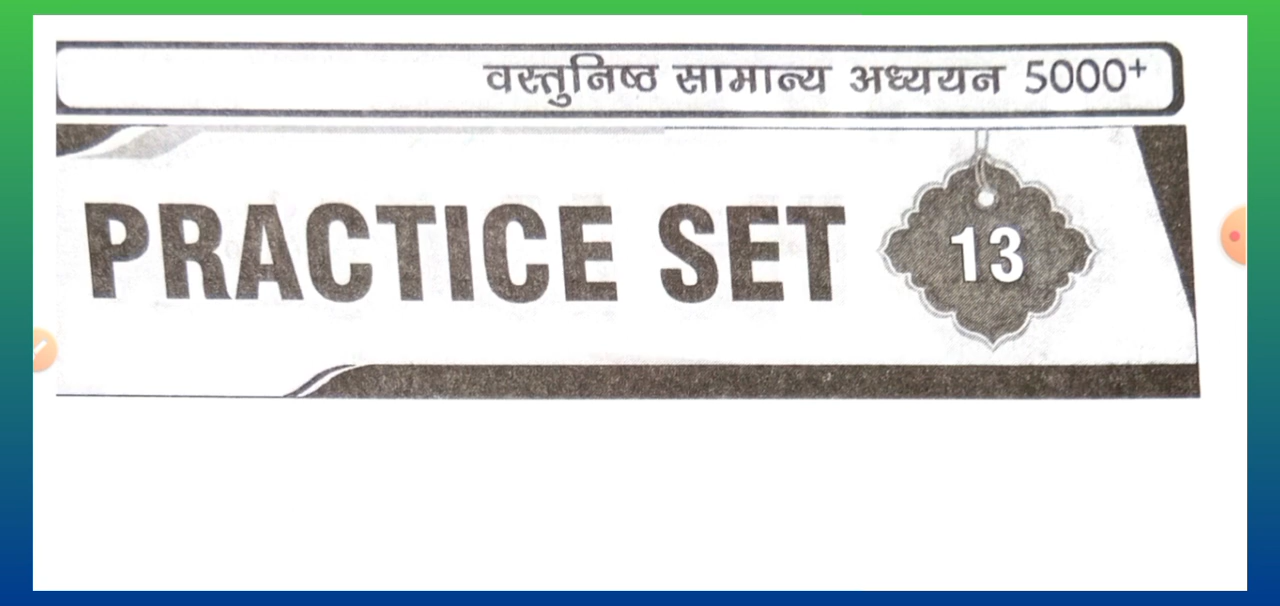 वस्तुनिष्ठ सामान्य अध्ययन 5000+
PRACTICE SET 13